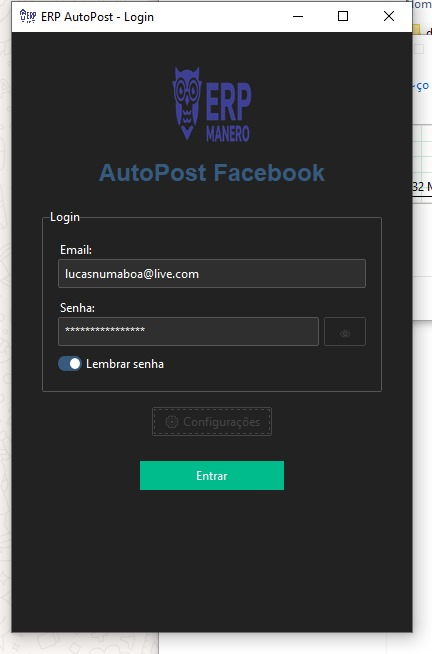 ERP AutoPost - Login
ERP
MANERO
AutoPost Facebook
Login
Email:
lucasnumaboa@live.com
Senha:
****************
Lembrar senha
Configurações
Entrar